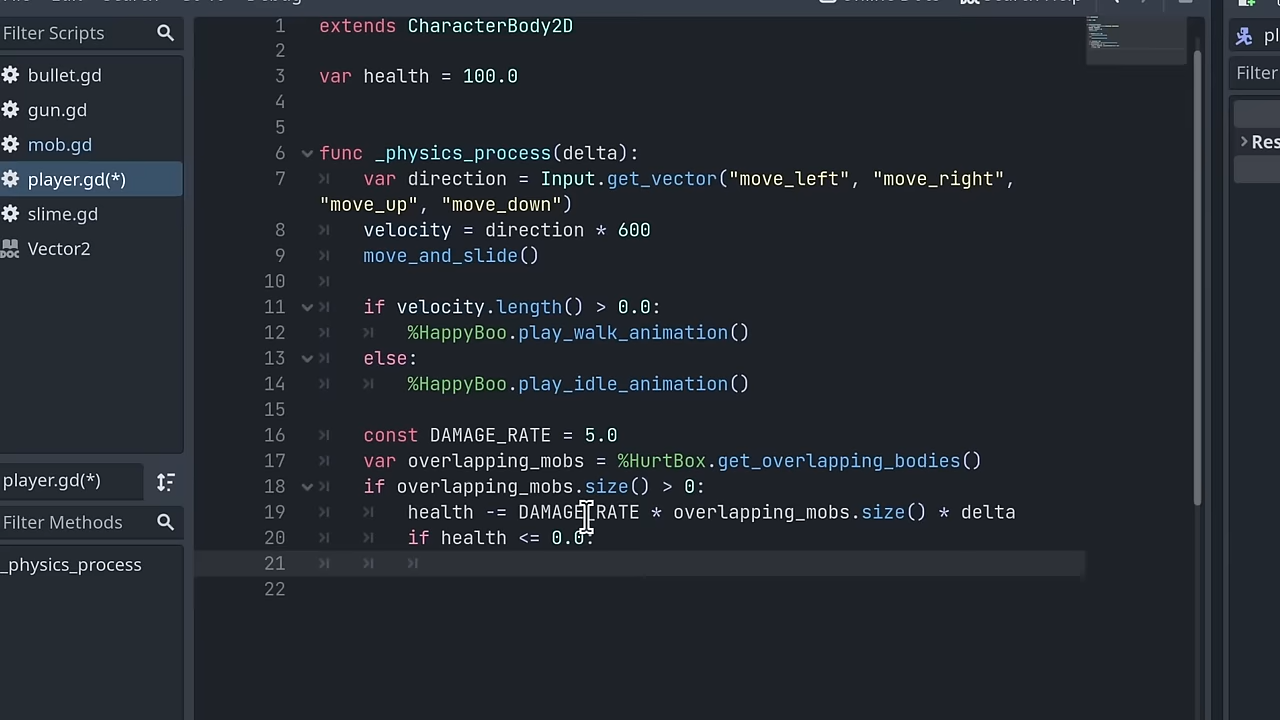 Filter Scripts
bullet.gd
gun.gd
mob.gd
player.gd(*)
slime.gd
Vector2
player.gd(*)
Filter Methods
_physics_process
1 extends CharacterBody2D
2
3 var health = 100.0
4
5
6 func _physics_process(delta):
7 var direction = Input.get_vector("move_left", "move_right",
"move_up", "move_down")
8 velocity = direction * 600
9 move_and_slide()
10
11 if velocity.length() > 0.0:
12 %HappyBoo.play_walk_animation()
13 else:
14 %HappyBoo.play_idle_animation()
15
16 const DAMAGE_RATE = 5.0
17 var overlapping_mobs = %HurtBox.get_overlapping_bodies()
18 if overlapping_mobs.size() > 0:
19 health -= DAMAGE_RATE * overlapping_mobs.size() * delta
20 if health <= 0.0:
21
22
pl
Filter
Res